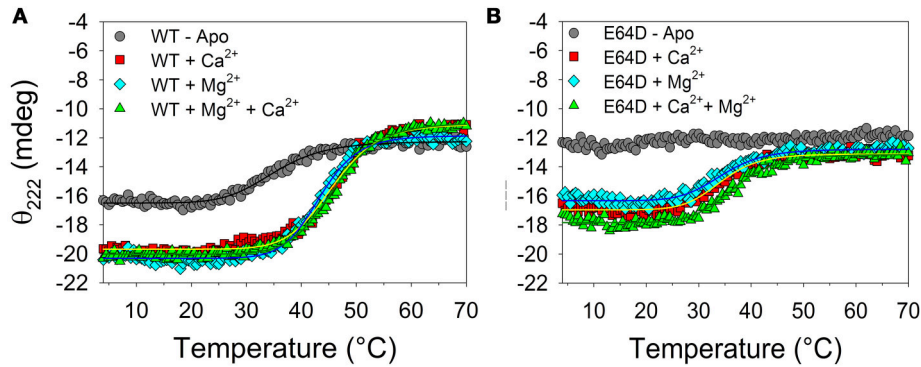 A
WT - Apo
WT + Ca2+
WT + Mg2+
WT + Mg2+ + Ca2+
θ222 (mdeg)
-4
-6
-8
-10
-12
-14
-16
-18
-20
-22
10 20 30 40 50 60 70
Temperature (°C)
B
E64D - Apo
E64D + Ca2+
E64D + Mg2+
E64D + Ca2+ + Mg2+
-4
-6
-8
-10
-12
-14
-16
-18
-20
-22
10 20 30 40 50 60 70
Temperature (°C)